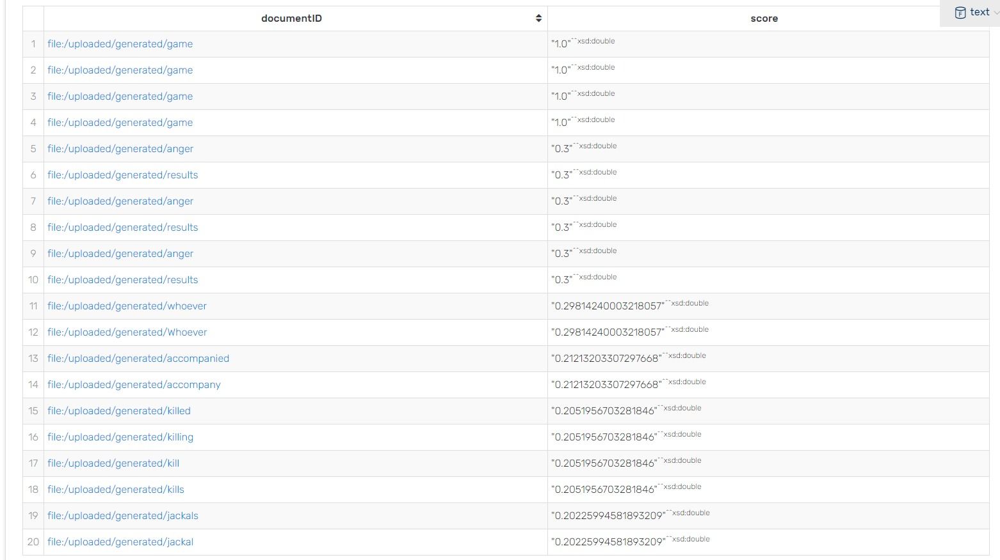 text
documentID score
1 file:/uploaded/generated/game "1.0"^^xsd:double
2 file:/uploaded/generated/game "1.0"^^xsd:double
3 file:/uploaded/generated/game "1.0"^^xsd:double
4 file:/uploaded/generated/game "1.0"^^xsd:double
5 file:/uploaded/generated/anger "0.3"^^xsd:double
6 file:/uploaded/generated/results "0.3"^^xsd:double
7 file:/uploaded/generated/anger "0.3"^^xsd:double
8 file:/uploaded/generated/results "0.3"^^xsd:double
9 file:/uploaded/generated/anger "0.3"^^xsd:double
10 file:/uploaded/generated/results "0.3"^^xsd:double
11 file:/uploaded/generated/whoever "0.29814240003218057"^^xsd:double
12 file:/uploaded/generated/Whoever "0.29814240003218057"^^xsd:double
13 file:/uploaded/generated/accompanied "0.21213203307297668"^^xsd:double
14 file:/uploaded/generated/accompany "0.21213203307297668"^^xsd:double
15 file:/uploaded/generated/killed "0.2051956703281846"^^xsd:double
16 file:/uploaded/generated/killing "0.2051956703281846"^^xsd:double
17 file:/uploaded/generated/kill "0.2051956703281846"^^xsd:double
18 file:/uploaded/generated/kills "0.2051956703281846"^^xsd:double
19 file:/uploaded/generated/jackals "0.20225994581893209"^^xsd:double
20 file:/uploaded/generated/jackal "0.20225994581893209"^^xsd:double